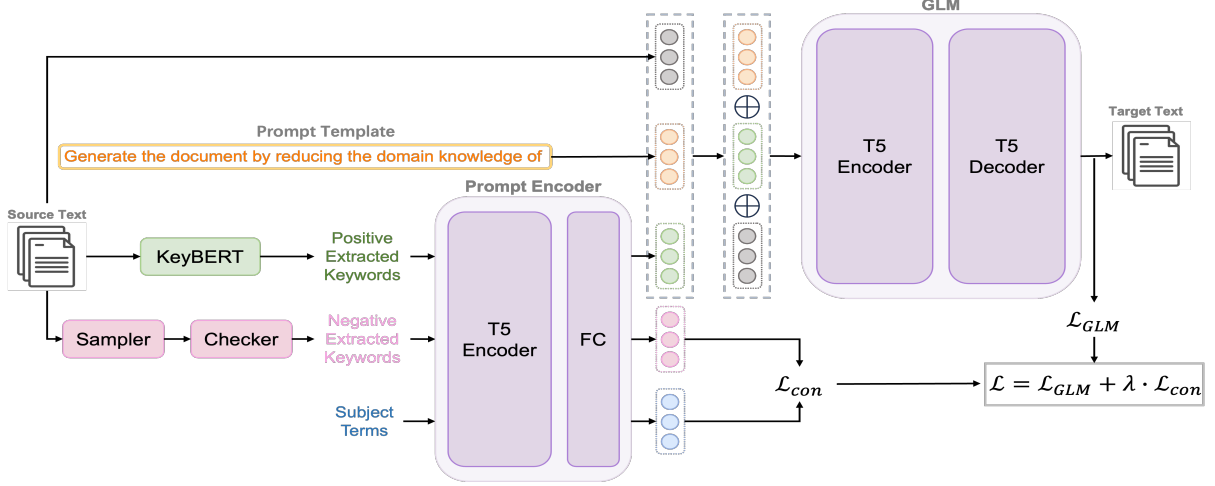 GLM
T5
Encoder
T5
Decoder
Target Text
Prompt Template
Generate the document by reducing the domain knowledge of
Prompt Encoder
Source Text
KeyBERT
Positive
Extracted
Keywords
Sampler
Checker
Negative
Extracted
Keywords
T5
Encoder
FC
Subject
Terms
ℒ_con
ℒ_GLM
ℒ = ℒ_GLM + λ · ℒ_con